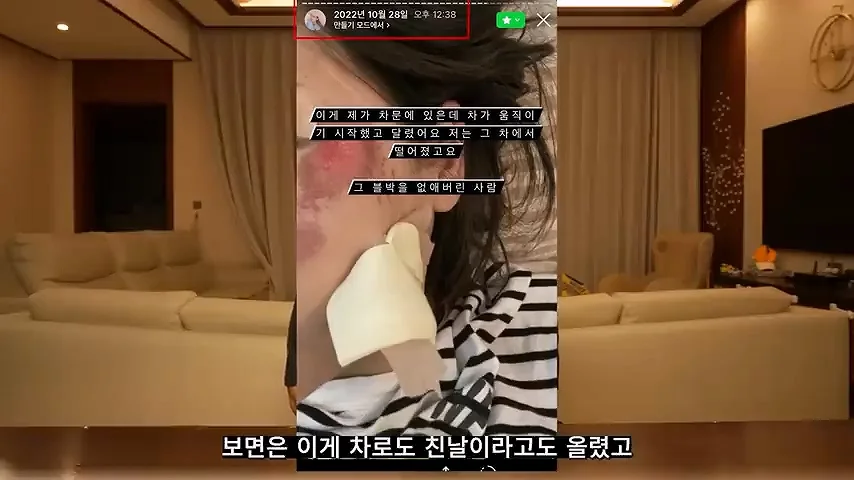 2022년 10월 28일 오후 12:38
만들기 모드에서 >
이게 제가 차문에 있은데 차가 움직이
기 시작했고 달렸어요 저는 그 차에서
떨어졌고요
그 블박을 없애버린 사람
보면은 이게 차로도 친날이라고도 올렸고